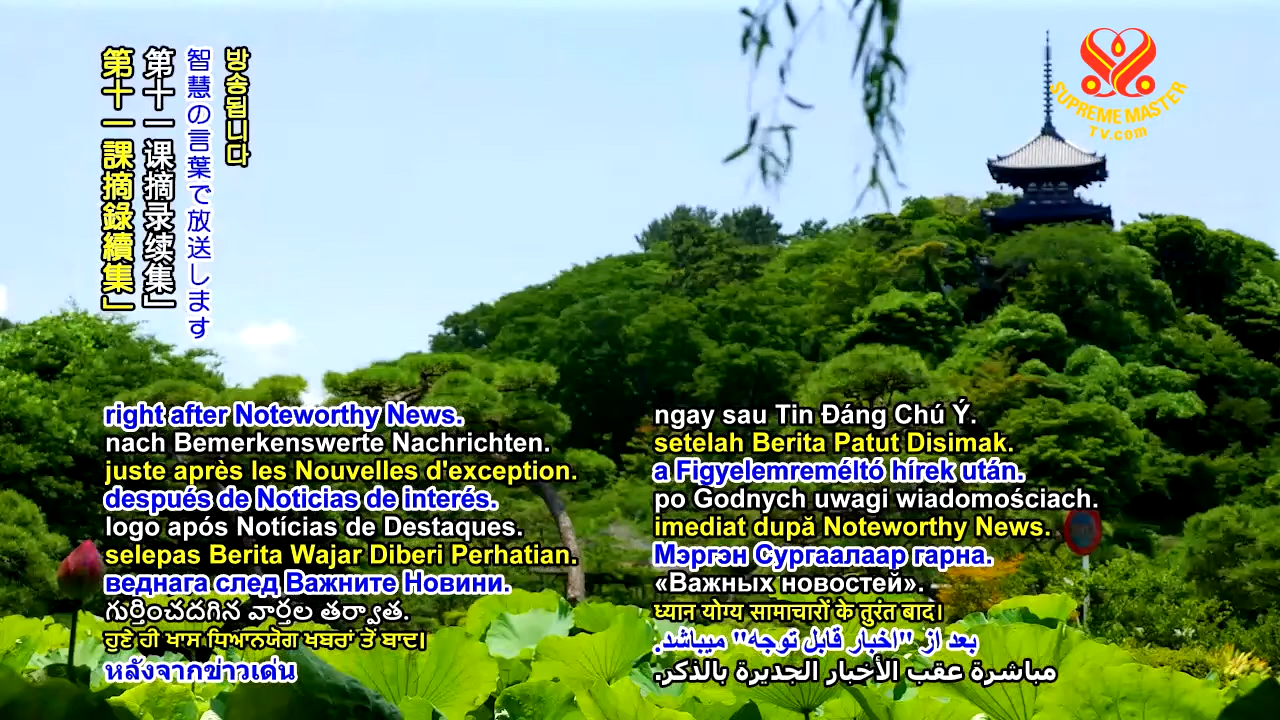 방송됩니다
智慧の言葉で放送します
第十一课摘录续集」
第十一課摘錄續集」
SUPREME MASTER
TV.com
right after Noteworthy News.
nach Bemerkenswerte Nachrichten.
juste après les Nouvelles d'exception.
después de Noticias de interés.
logo após Notícias de Destaques.
selepas Berita Wajar Diberi Perhatian.
веднага след Важните Новини.
గుర్తించదగిన వార్తల తర్వాత.
ਹੁਣੇ ਹੀ ਖਾਸ ਧਿਆਨਯੋਗ ਖਬਰਾਂ ਤੋਂ ਬਾਦ।
หลังจากข่าวเด่น
ngay sau Tin Đáng Chú Ý.
setelah Berita Patut Disimak.
a Figyelemreméltó hírek után.
po Godnych uwagi wiadomościach.
imediat după Noteworthy News.
Мэргэн Сургаалаар гарна.
«Важных новостей».
ध्यान योग्य सामाचारों के तुरंत बाद।
بعد از "اخبار قابل توجه" میباشد.
مباشرة عقب الأخبار الجديرة بالذكر.